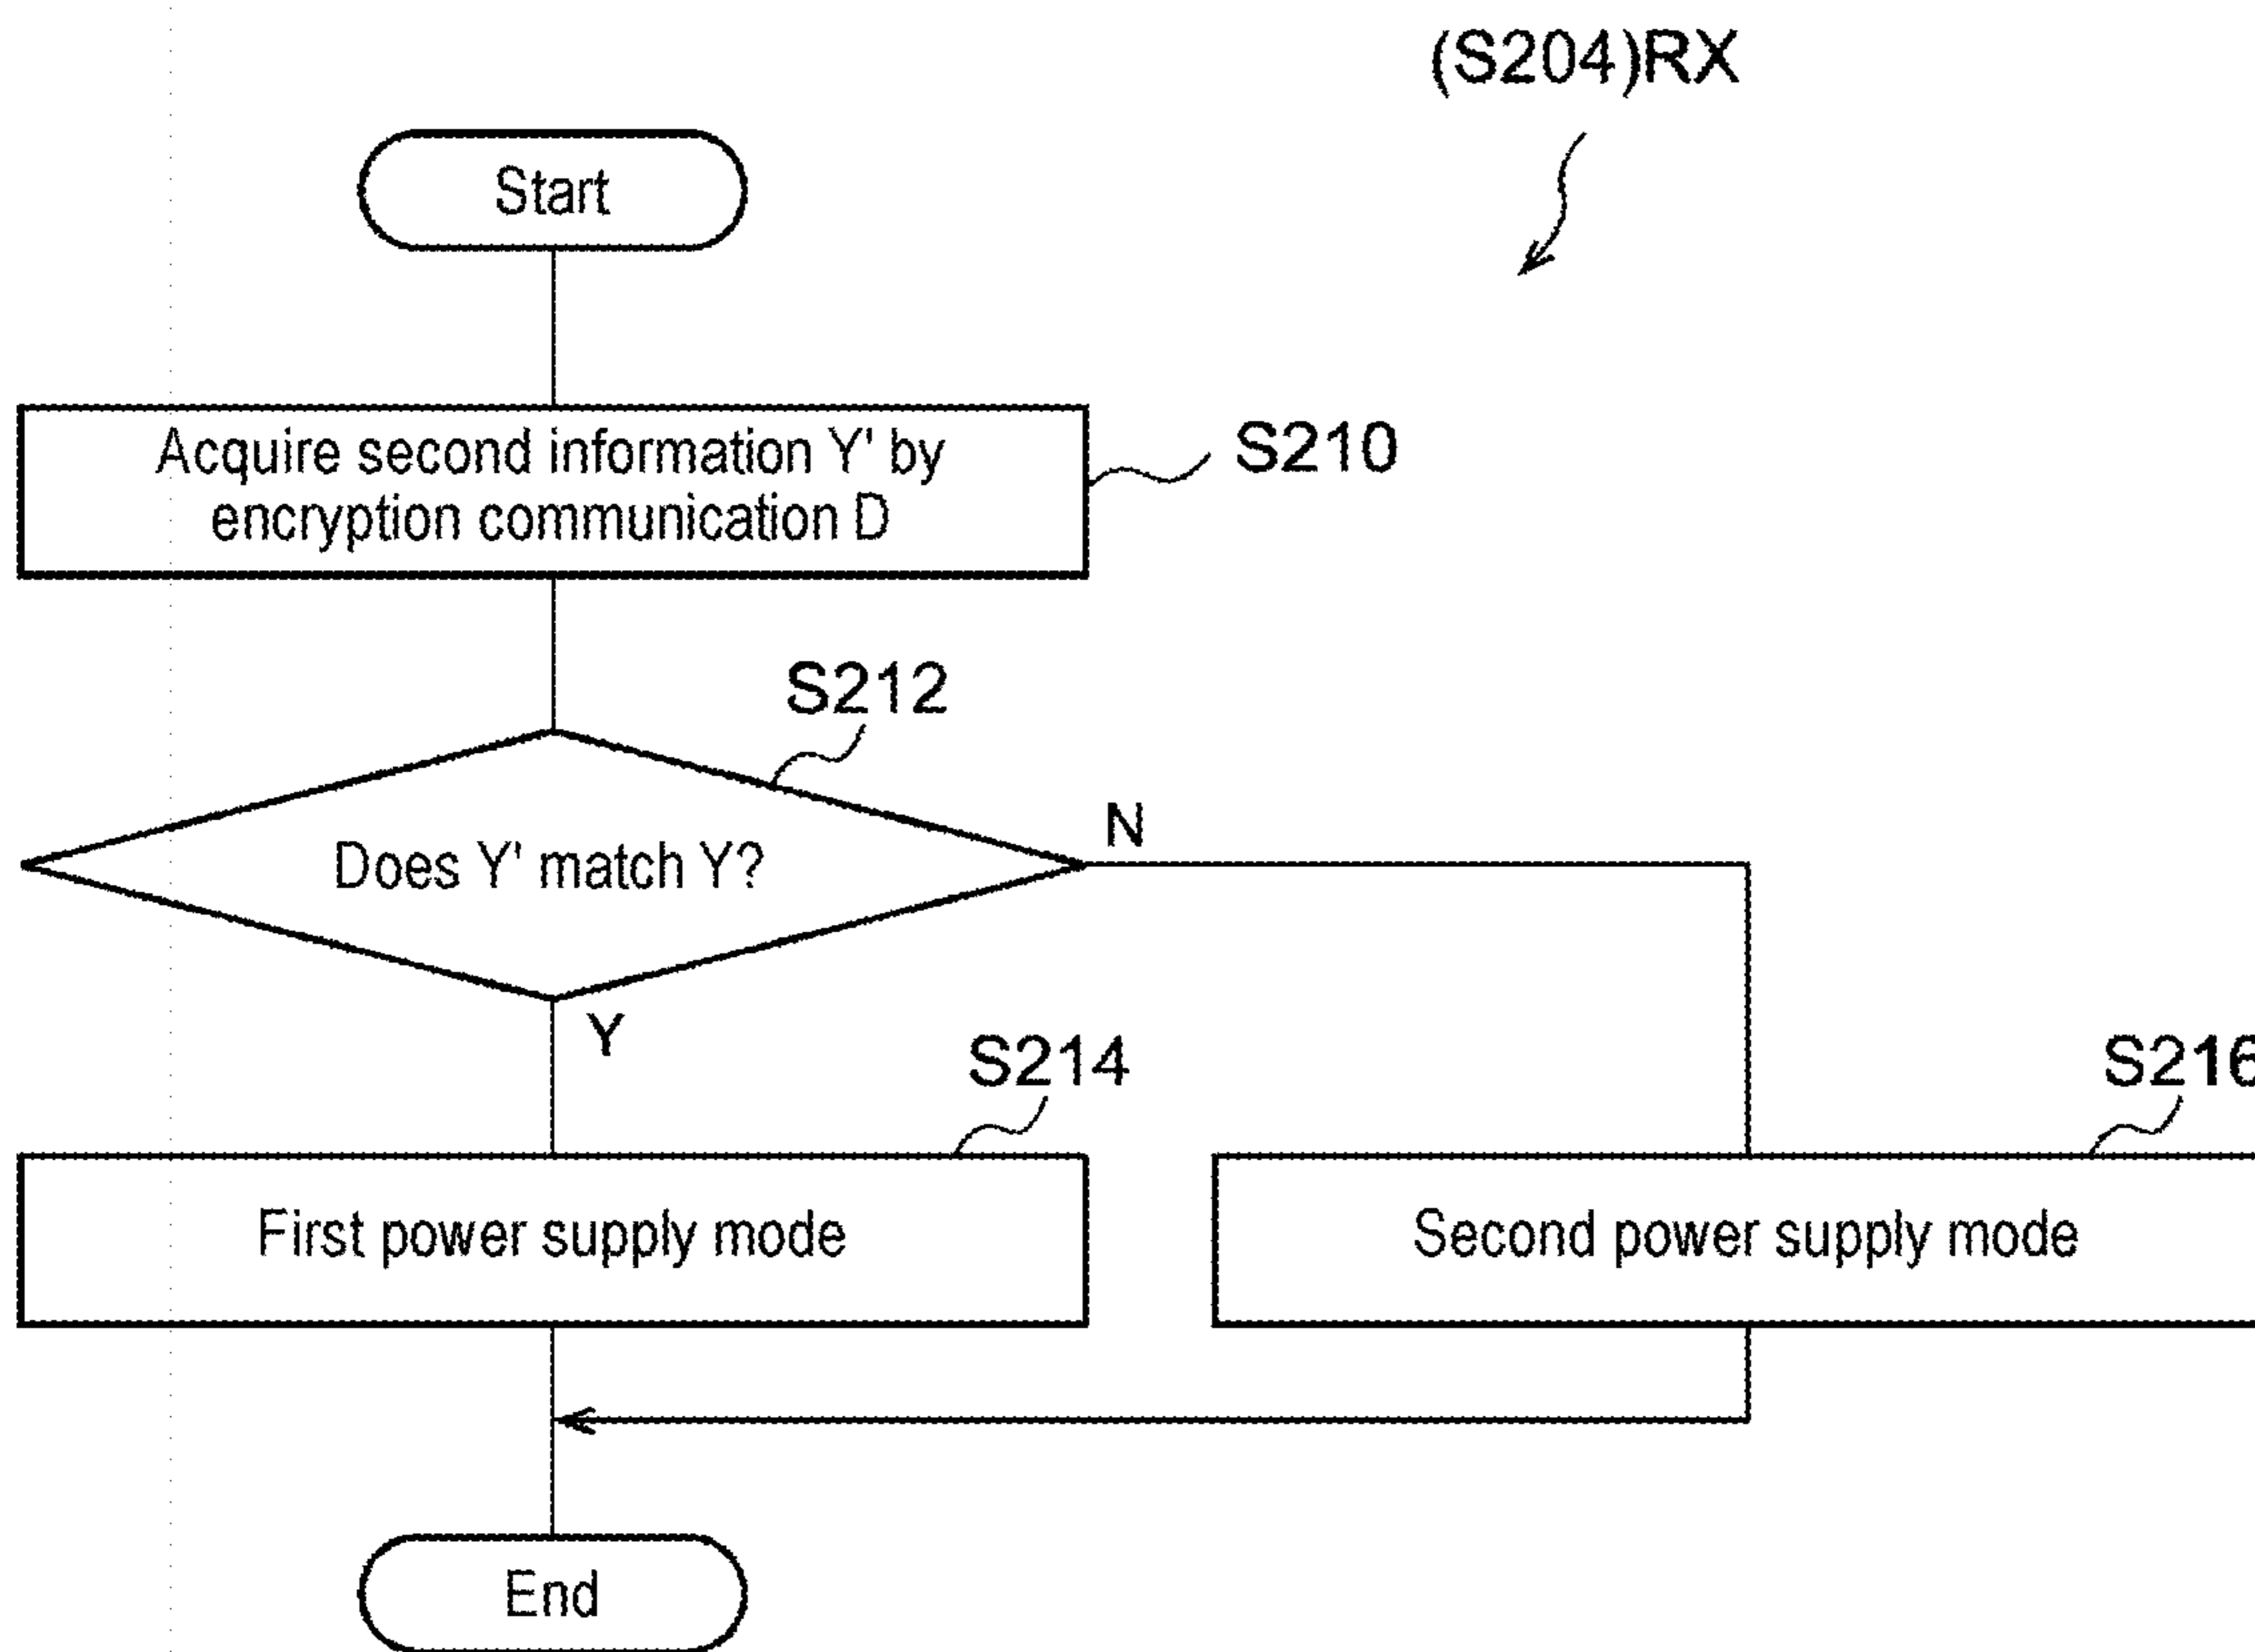 (S204)RX
Start
Acquire second information Y' by
encryption communication D
S210
S212
Does Y' match Y?
N
Y
S214
S216
First power supply mode
Second power supply mode
End